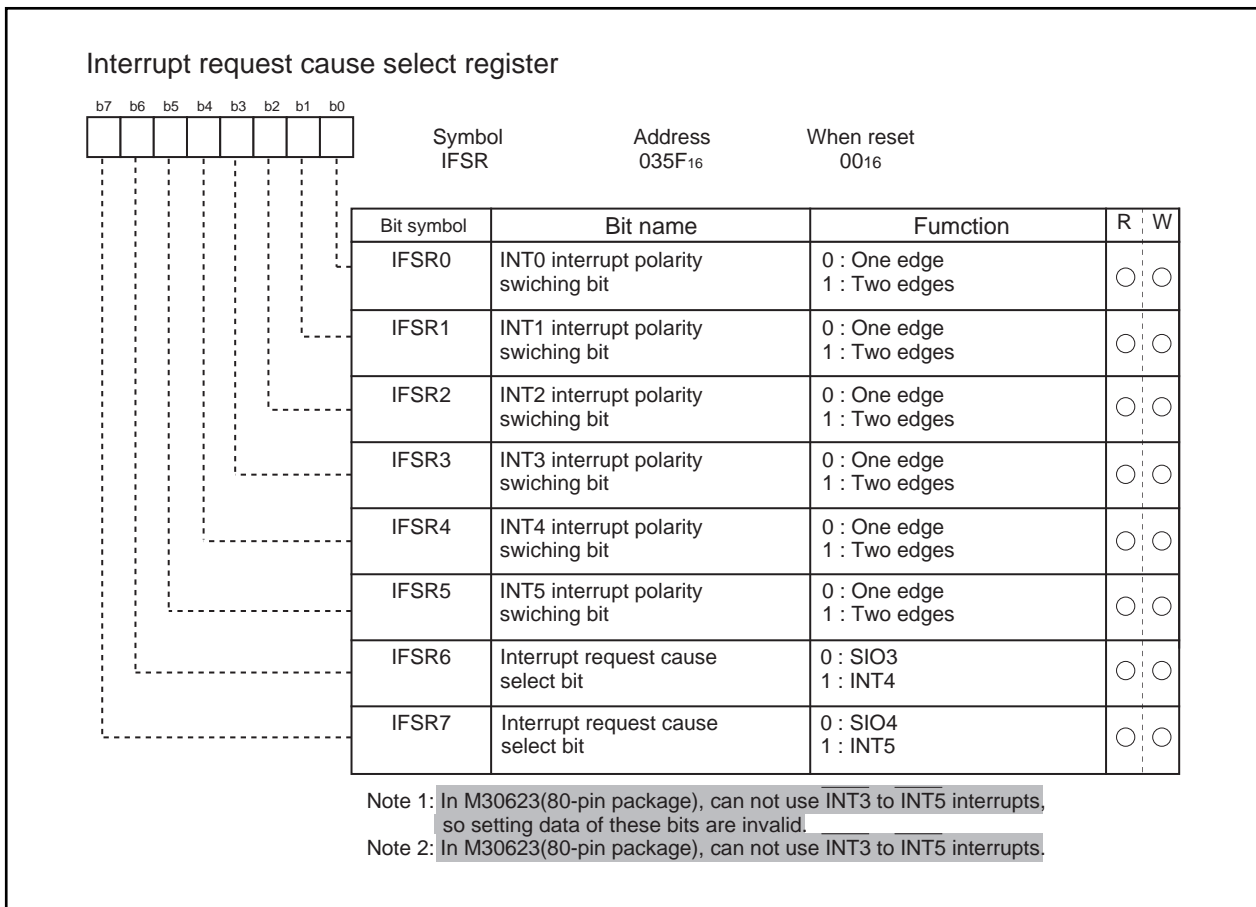 Interrupt request cause select register
b7 b6 b5 b4 b3 b2 b1 b0
Symbol Address When reset
IFSR 035F16 0016
Bit symbol Bit name Fumction R W
IFSR0 INT0 interrupt polarity 0 : One edge
swiching bit 1 : Two edges
IFSR1 INT1 interrupt polarity 0 : One edge
swiching bit 1 : Two edges
IFSR2 INT2 interrupt polarity 0 : One edge
swiching bit 1 : Two edges
IFSR3 INT3 interrupt polarity 0 : One edge
swiching bit 1 : Two edges
IFSR4 INT4 interrupt polarity 0 : One edge
swiching bit 1 : Two edges
IFSR5 INT5 interrupt polarity 0 : One edge
swiching bit 1 : Two edges
IFSR6 Interrupt request cause 0 : SIO3
select bit 1 : INT4
IFSR7 Interrupt request cause 0 : SIO4
select bit 1 : INT5
Note 1: In M30623(80-pin package), can not use INT3 to INT5 interrupts,
so setting data of these bits are invalid.
Note 2: In M30623(80-pin package), can not use INT3 to INT5 interrupts.